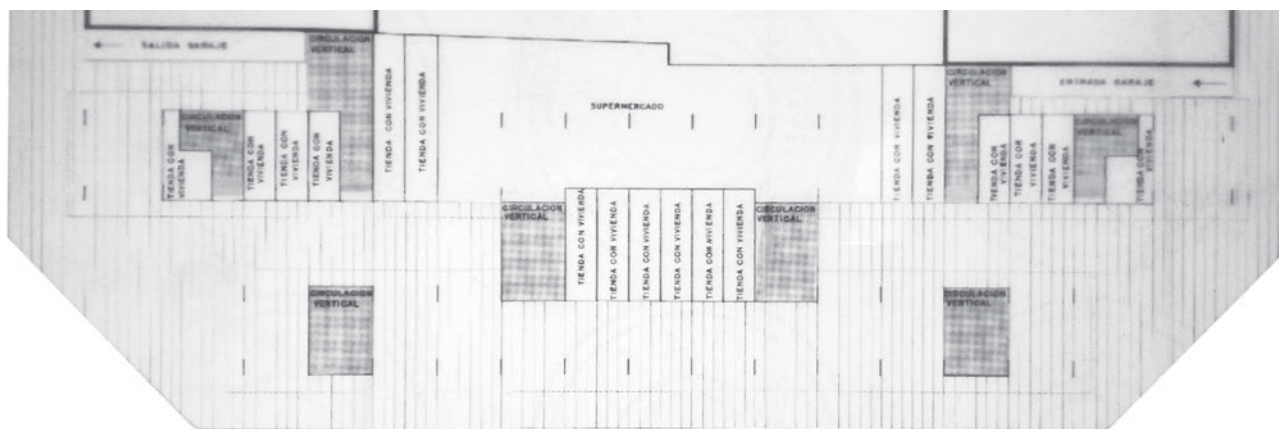 SALIDA GARAJE
CIRCULACION
VERTICAL
CIRCULACION
VERTICAL
ENTRADA GARAJE
TIENDA CON
VIVIENDA
CIRCULACION
VERTICAL
TIENDA CON
VIVIENDA
TIENDA CON
VIVIENDA
TIENDA CON
VIVIENDA
TIENDA CON VIVIENDA
TIENDA CON VIVIENDA
SUPERMERCADO
TIENDA CON VIVIENDA
TIENDA CON VIVIENDA
TIENDA CON
VIVIENDA
TIENDA CON
VIVIENDA
TIENDA CON
VIVIENDA
CIRCULACION
VERTICAL
TIENDA CON
VIVIENDA
CIRCULACION
VERTICAL
TIENDA CON VIVIENDA
TIENDA CON VIVIENDA
TIENDA CON VIVIENDA
TIENDA CON VIVIENDA
TIENDA CON VIVIENDA
TIENDA CON VIVIENDA
CIRCULACION
VERTICAL
CIRCULACION
VERTICAL
CIRCULACION
VERTICAL